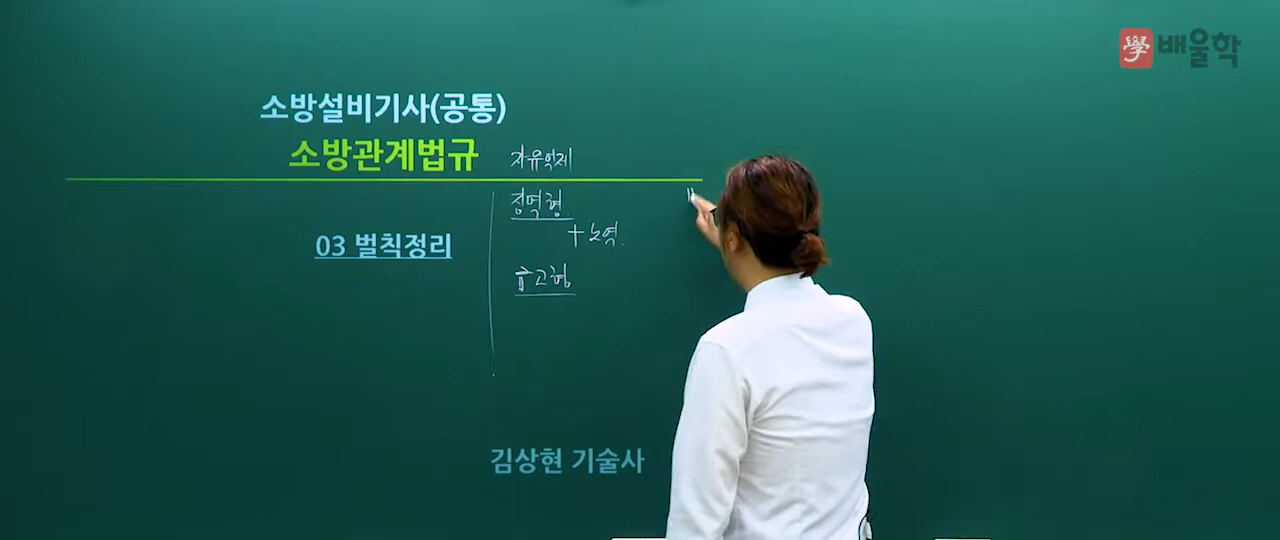 學 배울학
소방설비기사(공통)
소방관계법규
자유억제
징역형
+ 노역.
03 벌칙정리
금고형
김상현 기술사